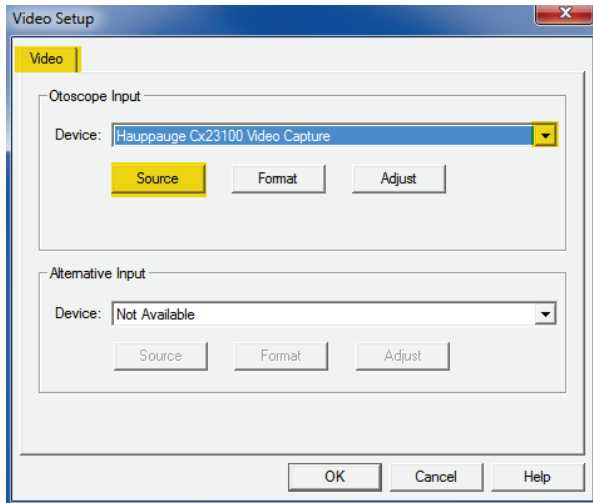 Video Setup
Video
Otoscope Input
Device: Hauppauge Cx23100 Video Capture
Source Format Adjust
Alternative Input
Device: Not Available
Source Format Adjust
OK Cancel Help